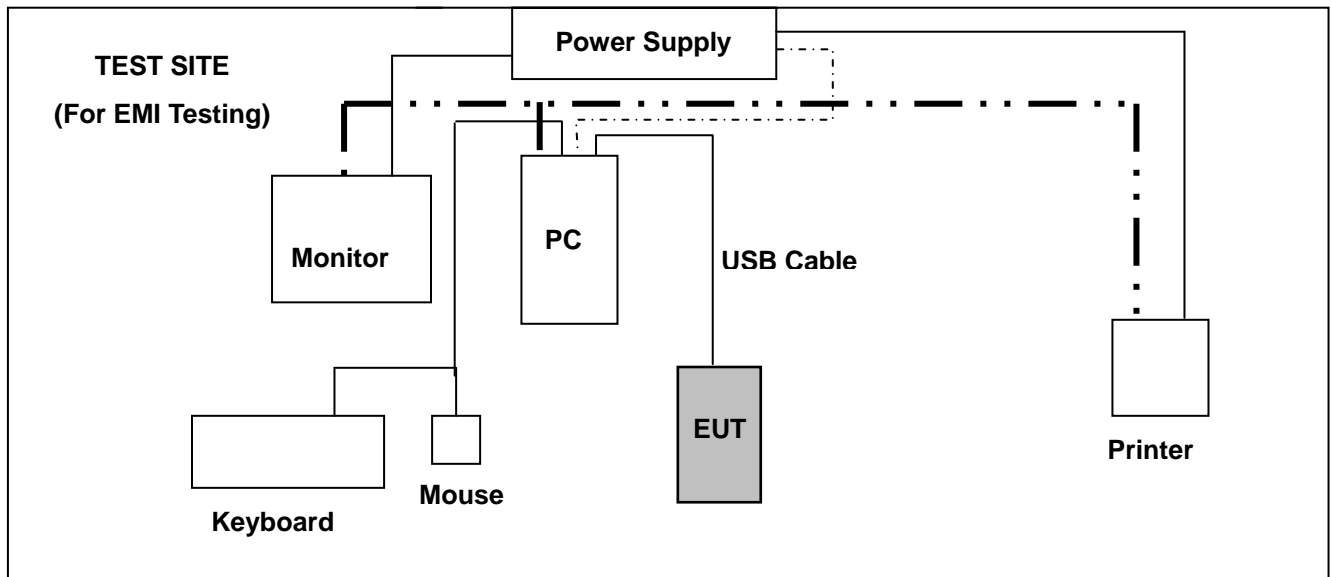 Power Supply
TEST SITE
(For EMI Testing)
PC
Monitor
USB Cable
EUT
Printer
Mouse
Keyboard